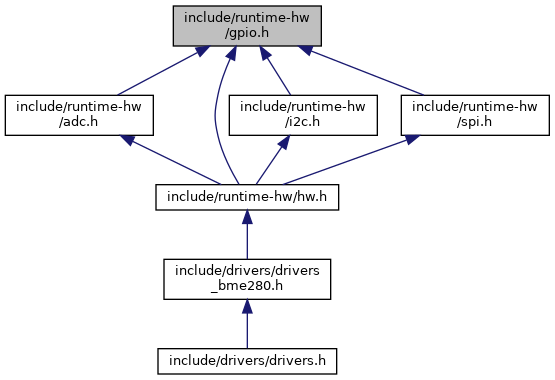 include/runtime-hw
/gpio.h
include/runtime-hw
/adc.h
include/runtime-hw
/i2c.h
include/runtime-hw
/spi.h
include/runtime-hw/hw.h
include/drivers/drivers
_bme280.h
include/drivers/drivers.h